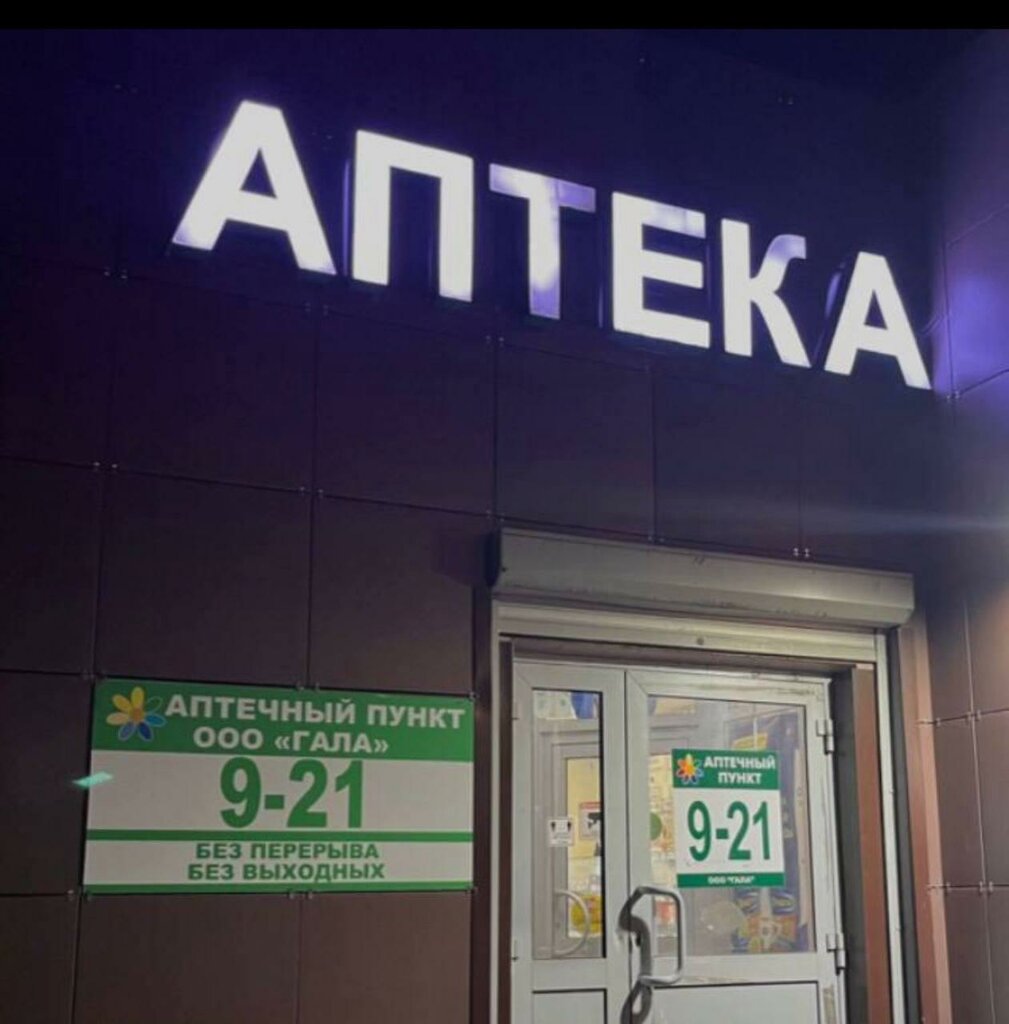 АПТЕКА
АПТЕЧНЫЙ ПУНКТ
ООО «ГАЛА»
9-21
БЕЗ ПЕРЕРЫВА
БЕЗ ВЫХОДНЫХ
АПТЕЧНЫЙ
ПУНКТ
9-21
ООО "ГАЛА"